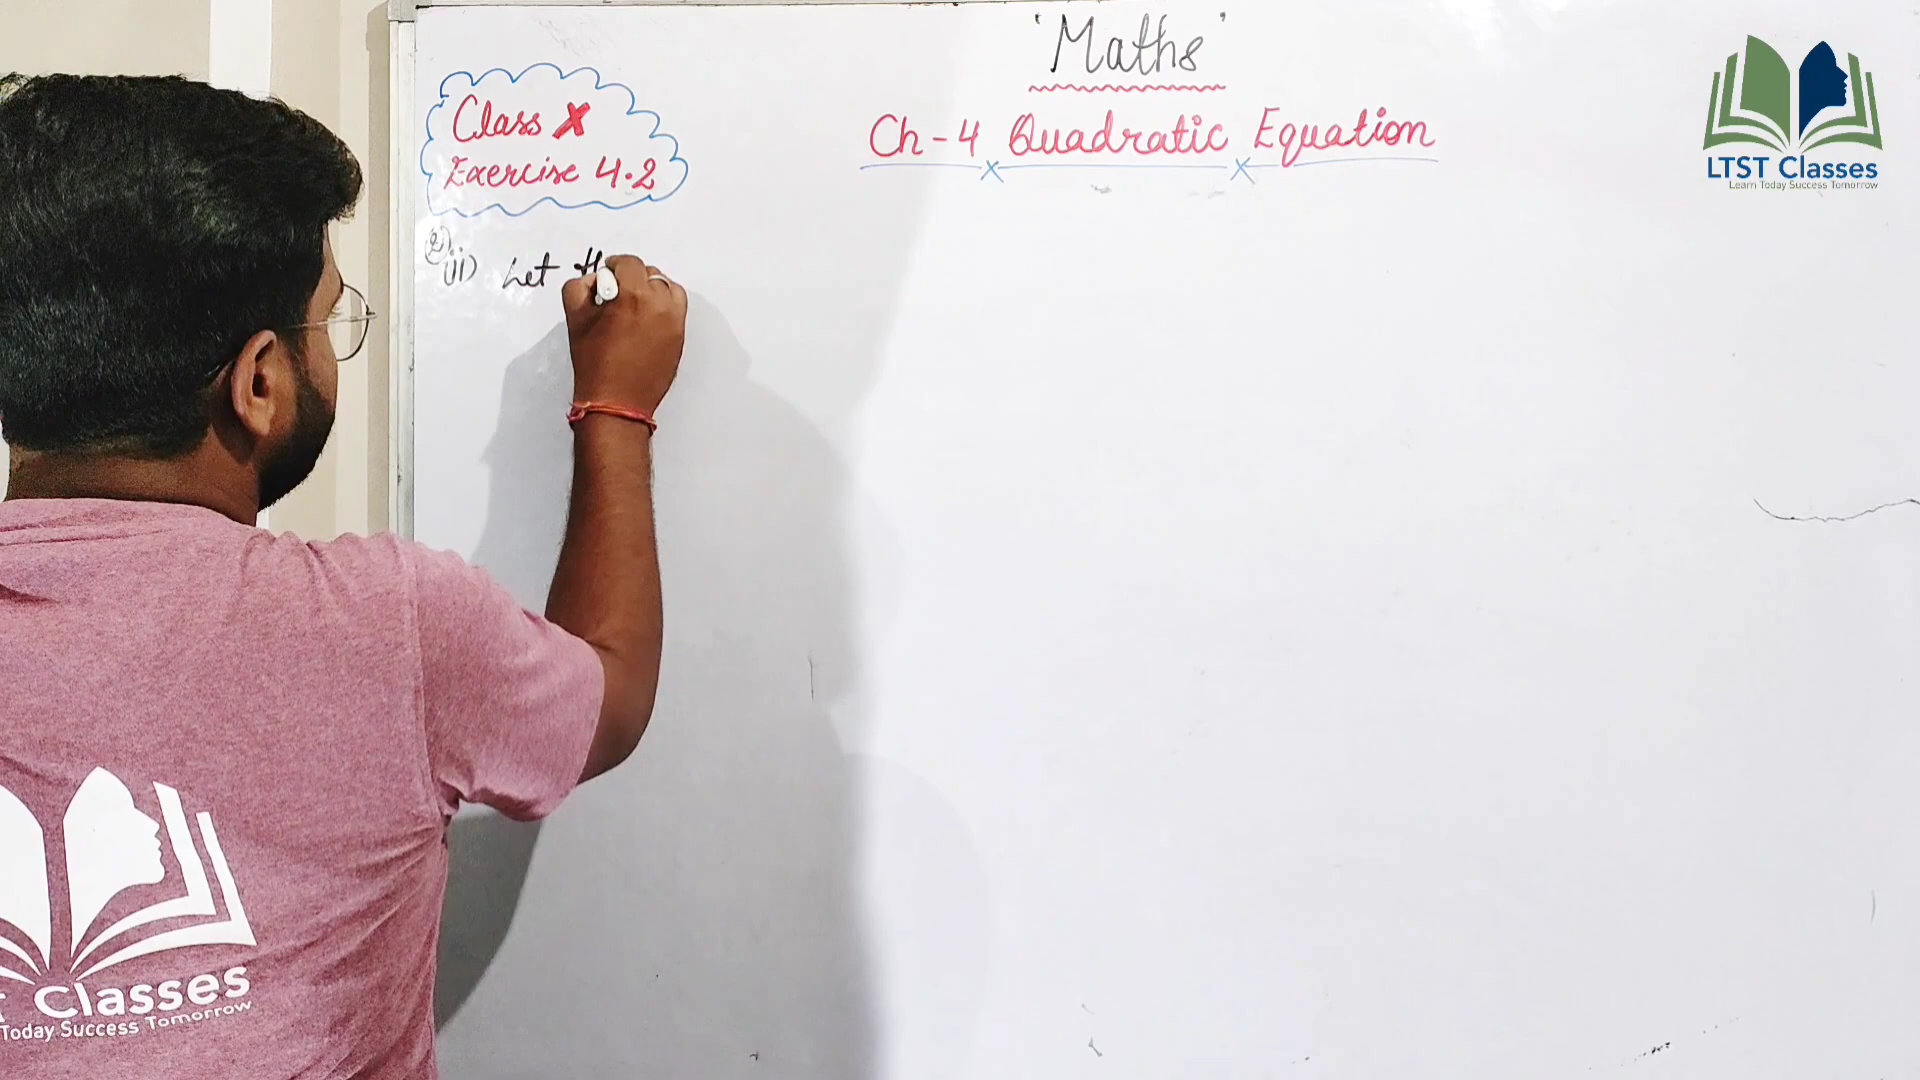 'Maths'
Class X
Exercise 4.2
Ch-4 Quadratic Equation
LTST Classes
Learn Today Success Tomorrow
2) (ii) Let
Classes
Today Success Tomorrow